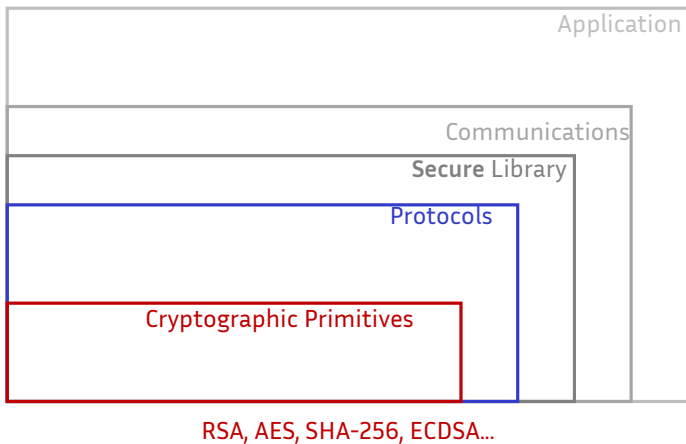 Application
Communications
Secure Library
Protocols
Cryptographic Primitives
RSA, AES, SHA-256, ECDSA...